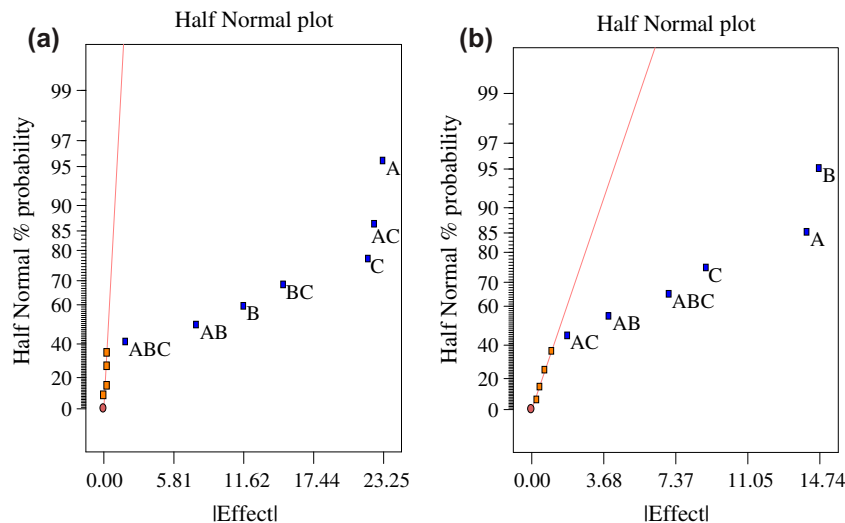 (a)
Half Normal plot
Half Normal % probability
99
97
95
90
85
80
70
60
40
20
0
A
AC
C
BC
B
AB
ABC
0.00 5.81 11.62 17.44 23.25
|Effect|
(b)
Half Normal plot
Half Normal % probability
99
97
95
90
85
80
70
60
40
20
0
B
A
C
ABC
AB
AC
0.00 3.68 7.37 11.05 14.74
|Effect|